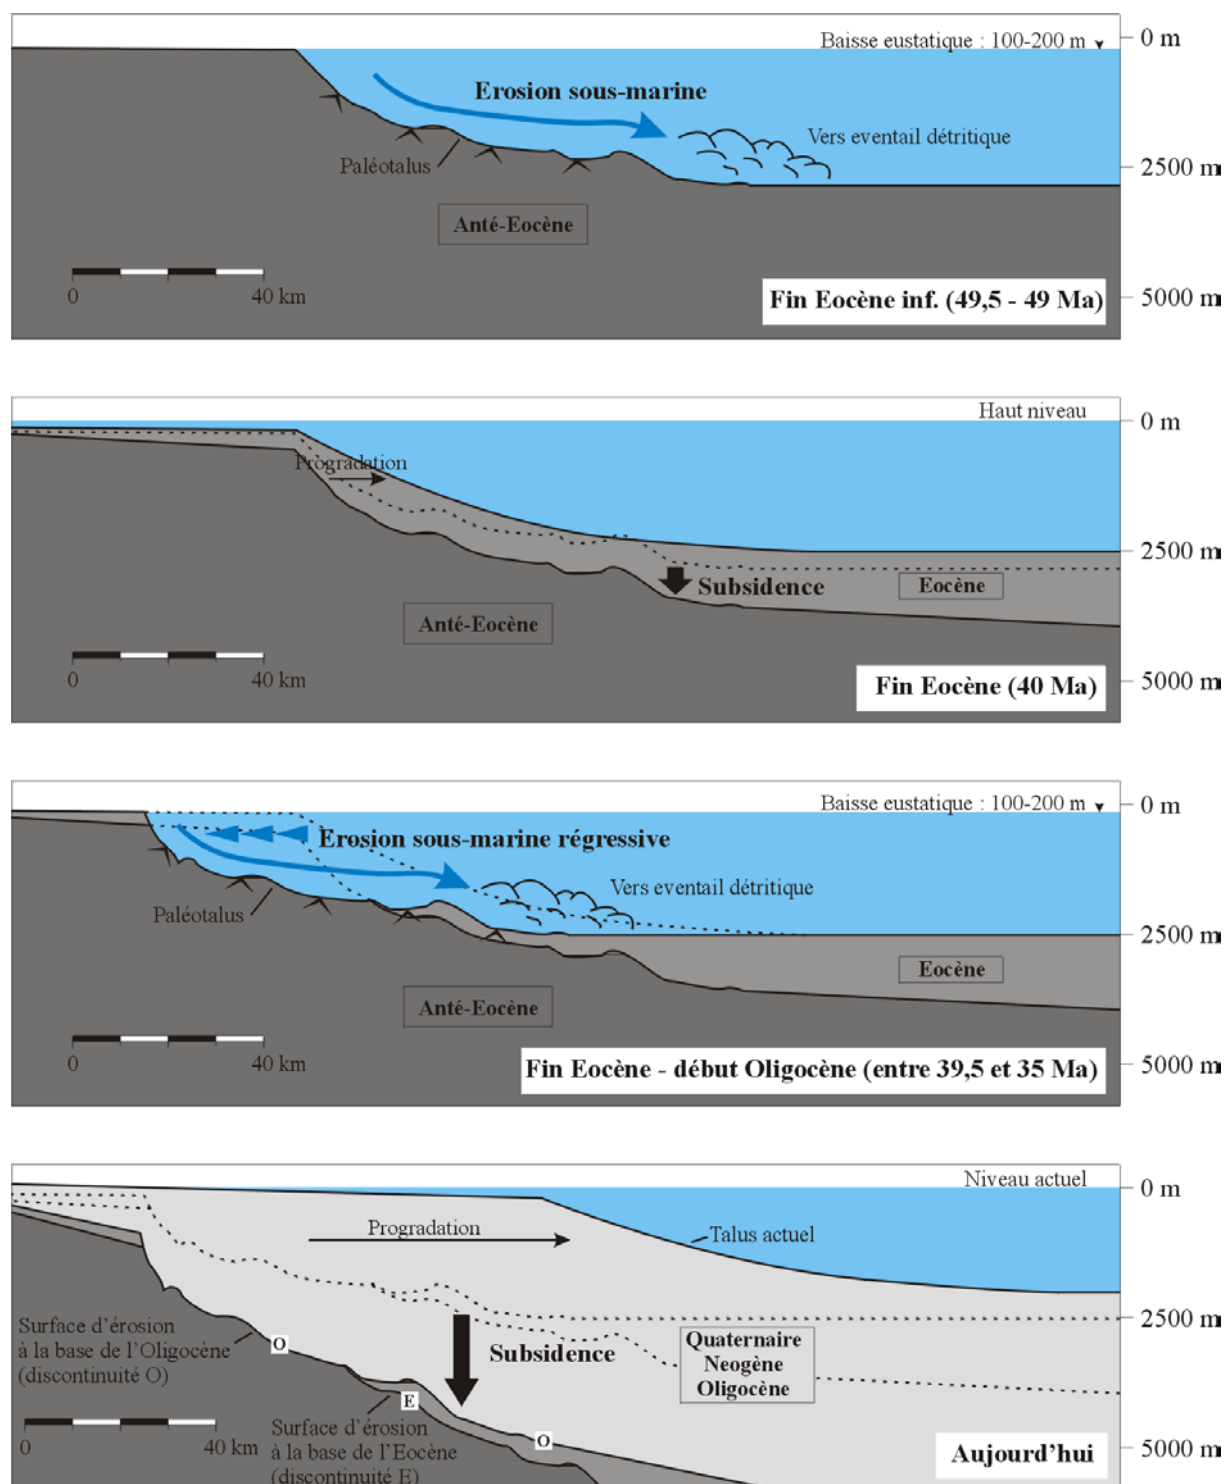 Baisse eustatique : 100-200 m
0 m
Erosion sous-marine
Vers eventail détritique
Paléotalus
2500 m
Anté-Eocène
0
40 km
Fin Eocène inf. (49,5 - 49 Ma)
5000 m
Haut niveau
0 m
Progradation
2500 m
Subsidence
Eocène
Anté-Eocène
0
40 km
Fin Eocène (40 Ma)
5000 m
Baisse eustatique : 100-200 m
0 m
Erosion sous-marine régressive
Vers eventail détritique
Paléotalus
2500 m
Eocène
Anté-Eocène
0
40 km
Fin Eocène - début Oligocène (entre 39,5 et 35 Ma)
5000 m
Niveau actuel
0 m
Progradation
Talus actuel
2500 m
Surface d’érosion
à la base de l’Oligocène
(discontinuité O)
O
Subsidence
Quaternaire
Neogène
Oligocène
E
Surface d’érosion
à la base de l’Eocène
(discontinuité E)
O
0
40 km
Aujourd’hui
5000 m